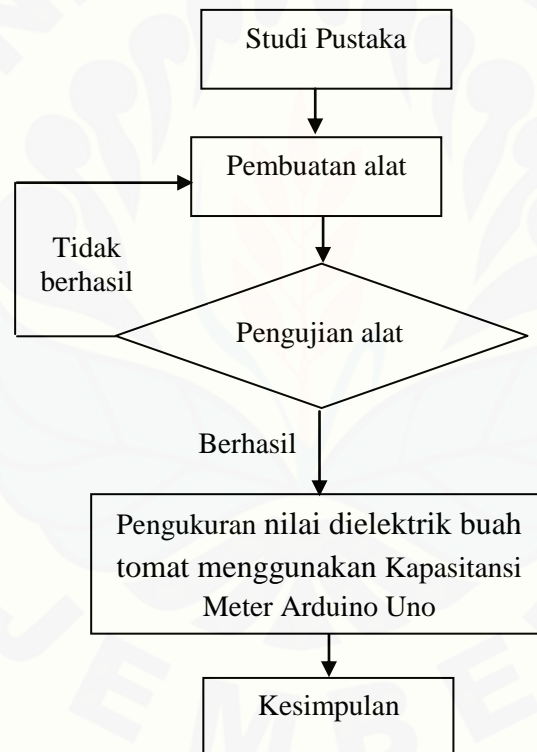 Studi Pustaka
Pembuatan alat
Tidak
berhasil
Pengujian alat
Berhasil
Pengukuran nilai dielektrik buah
tomat menggunakan Kapasitansi
Meter Arduino Uno
Kesimpulan
JEMBE